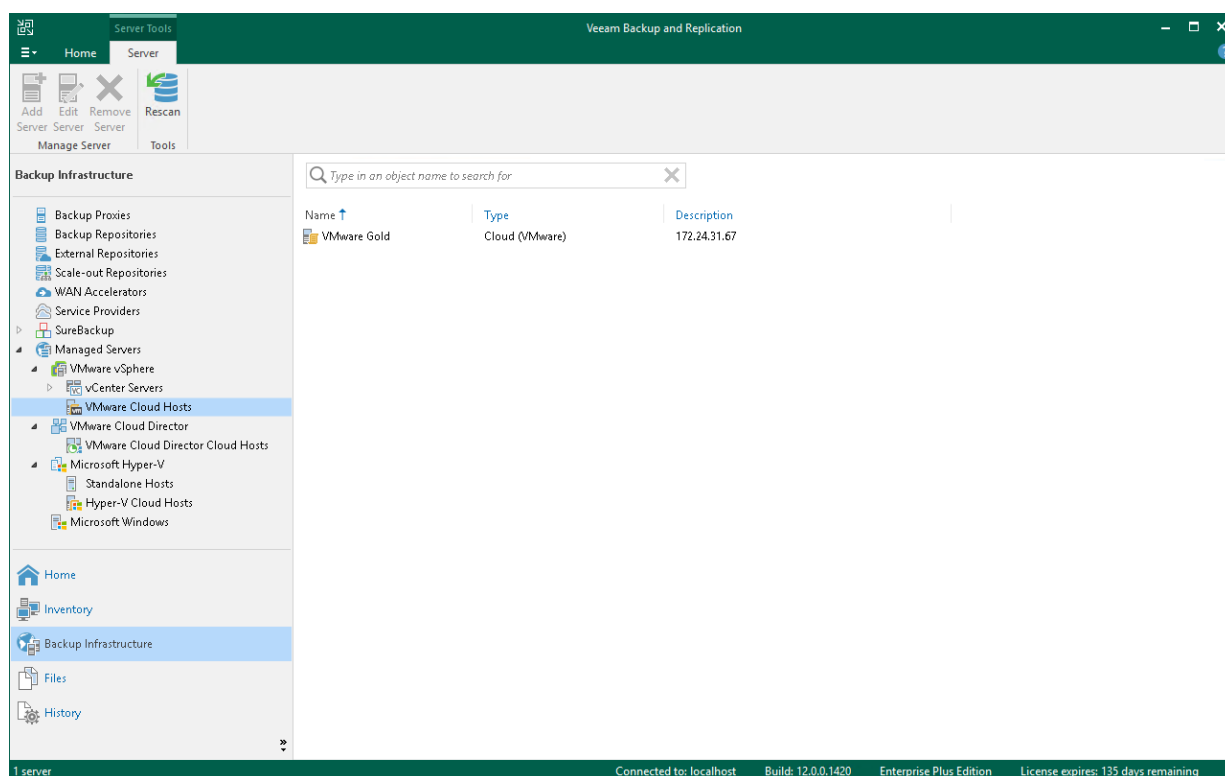 Server Tools
Veeam Backup and Replication
Home Server
Add Server
Edit Server
Remove Server
Rescan
Manage Server Tools
Backup Infrastructure
Type in an object name to search for
Name Type Description
VMware Gold Cloud (VMware) 172.24.31.67
Backup Proxies
Backup Repositories
External Repositories
Scale-out Repositories
WAN Accelerators
Service Providers
SureBackup
Managed Servers
VMware vSphere
vCenter Servers
VMware Cloud Hosts
VMware Cloud Director
VMware Cloud Director Cloud Hosts
Microsoft Hyper-V
Standalone Hosts
Hyper-V Cloud Hosts
Microsoft Windows
Home
Inventory
Backup Infrastructure
Files
History
1 server Connected to: localhost Build: 12.0.0.1420 Enterprise Plus Edition License expires: 135 days remaining